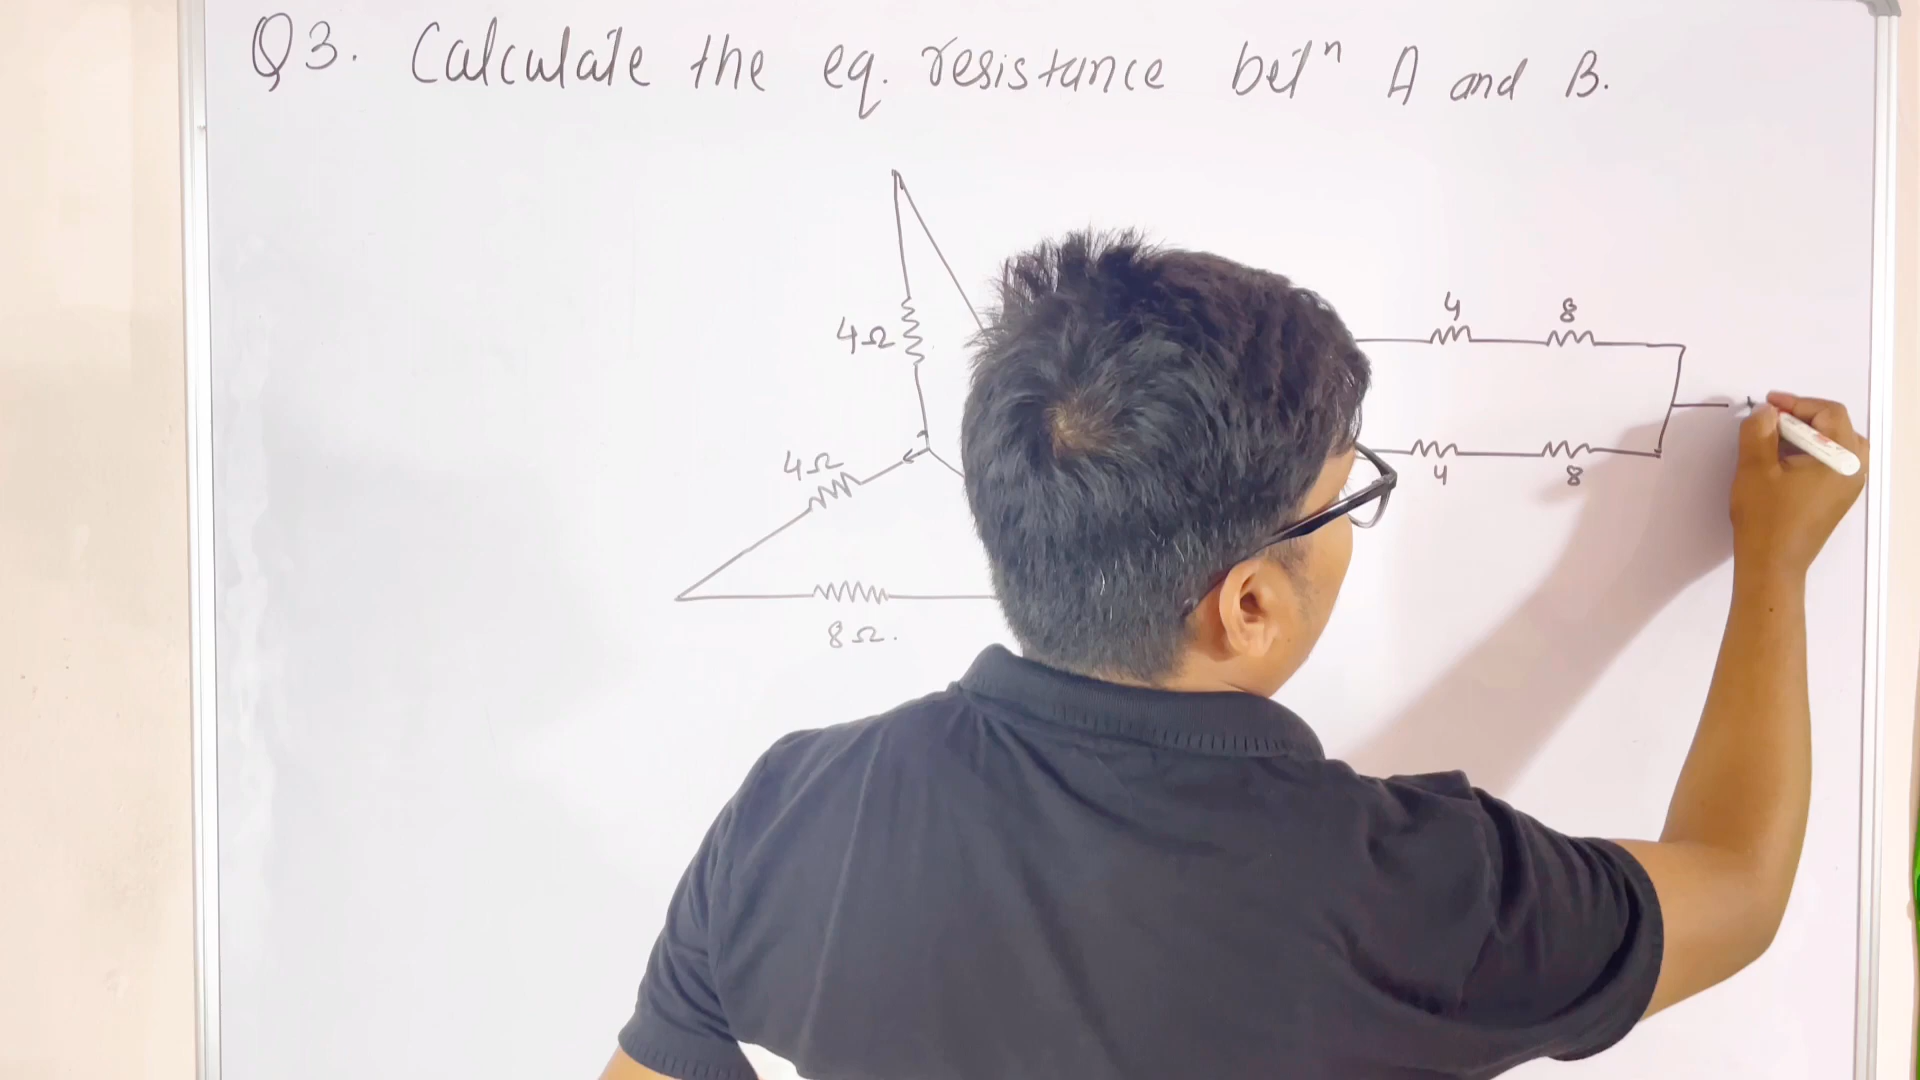 Q3. Calculate the eq. resistance betⁿ A and B.
4Ω
4Ω
8Ω.
4 8
4 8